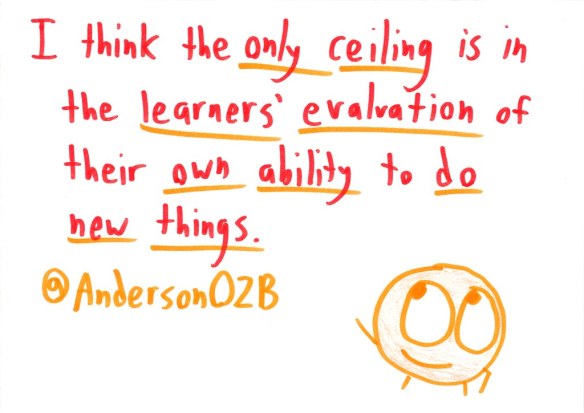 I think the only ceiling is in
the learners' evaluation of
their own ability to do
new things.
@AndersonO2B